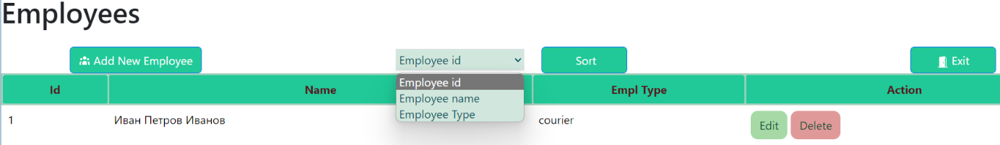 Employees
Add New Employee
Employee id
Sort
Exit
Employee id
Employee name
Employee Type
Id
Name
Empl Type
Action
1
Иван Петров Иванов
courier
Edit
Delete